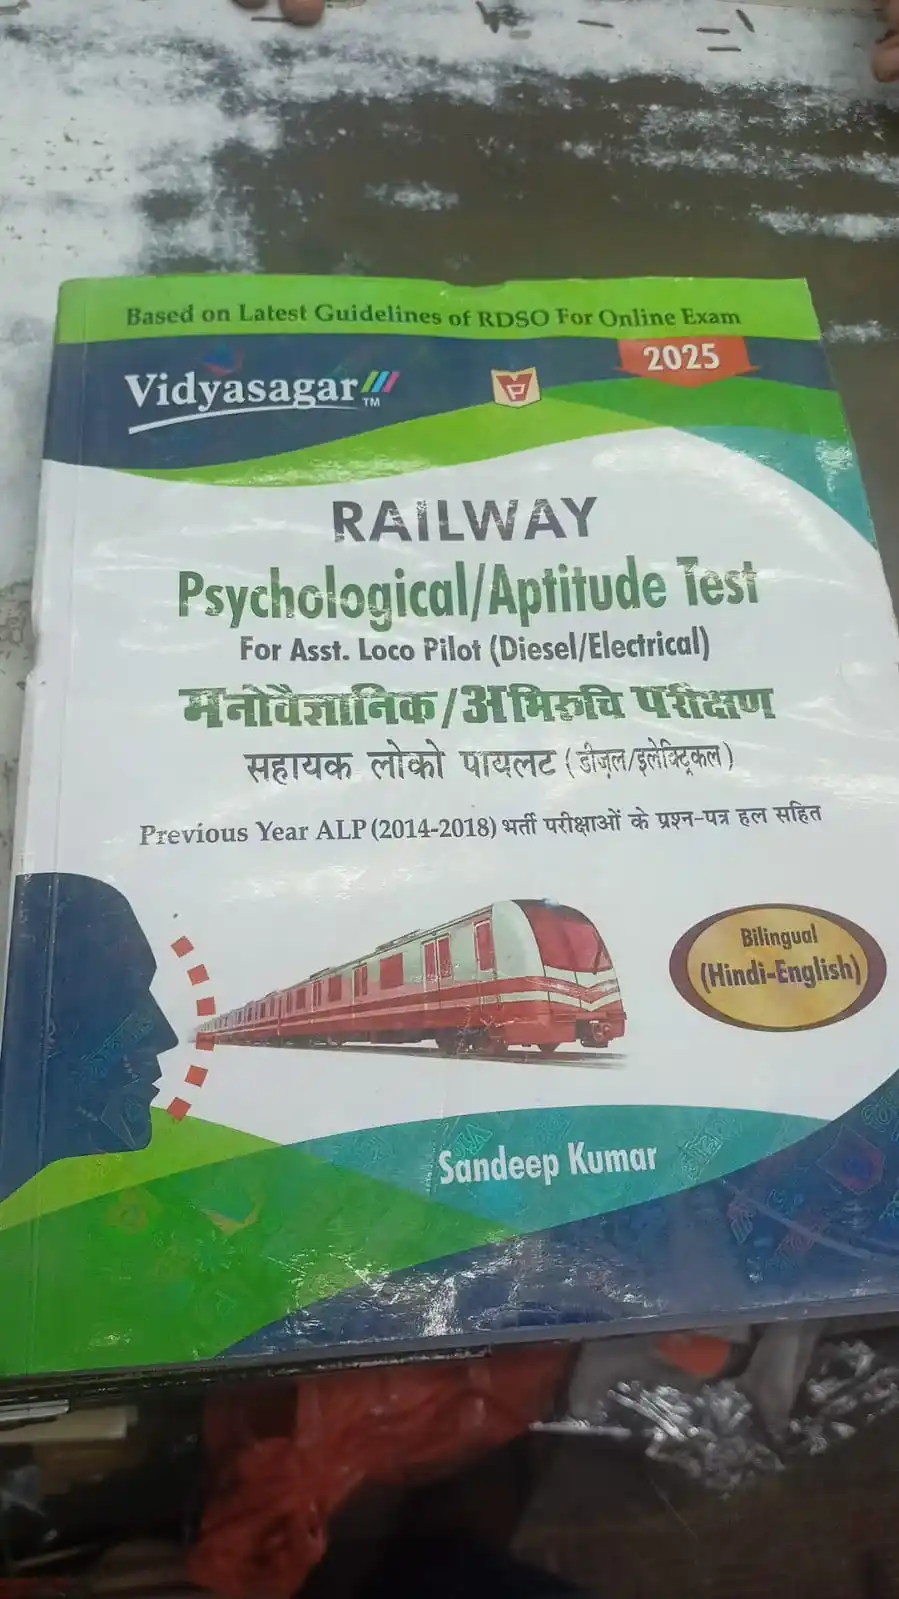 Based on Latest Guidelines of RDSO For Online Exam
2025
Vidyasagar TM
VP
RAILWAY
Psychological/Aptitude Test
For Asst. Loco Pilot (Diesel/Electrical)
मनोवैज्ञानिक/अभिरुचि परीक्षण
सहायक लोको पायलट (डीज़ल/इलेक्ट्रिकल)
Previous Year ALP (2014-2018) भर्ती परीक्षाओं के प्रश्न-पत्र हल सहित
Bilingual
(Hindi-English)
Sandeep Kumar